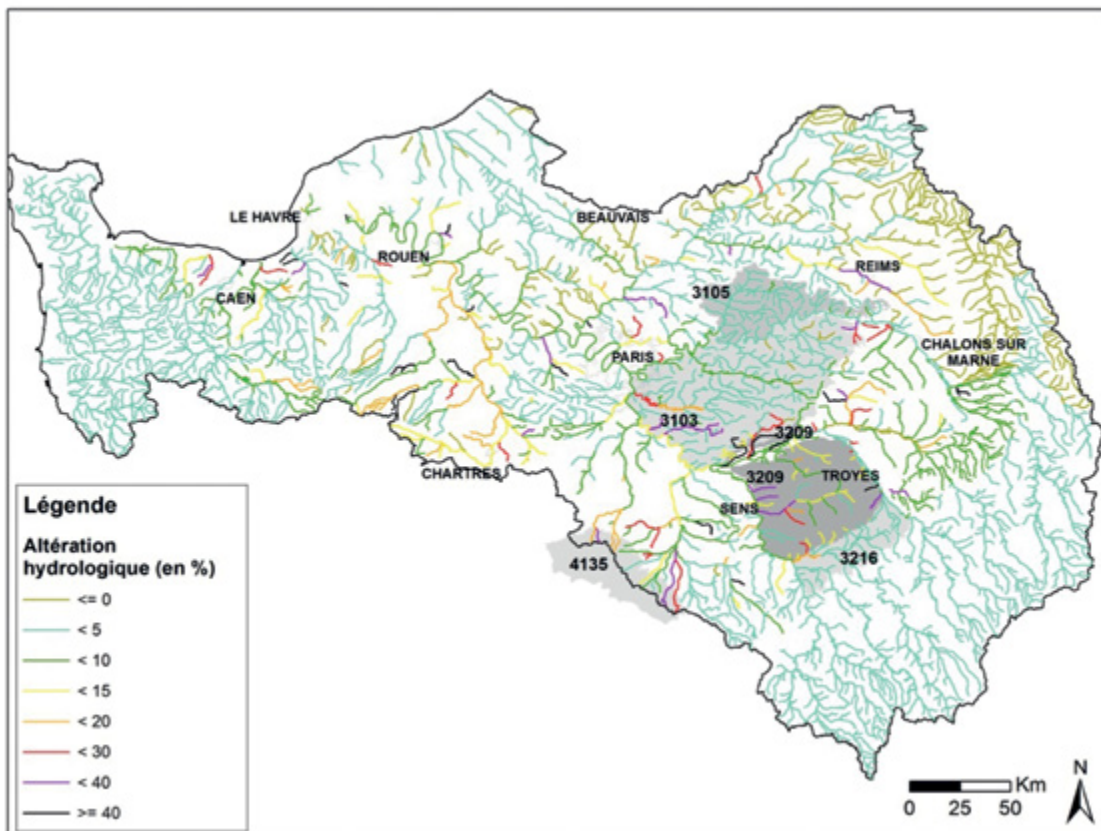 LE HAVRE
BEAUVAIS
ROUEN
REIMS
CAEN
3105
PARIS
CHALONS SUR
MARNE
3103
3209
CHARTRES
3209
TROYES
SENS
4135
3216
Légende
Altération
hydrologique (en %)
<= 0
< 5
< 10
< 15
< 20
< 30
< 40
>= 40
Km
0 25 50
N